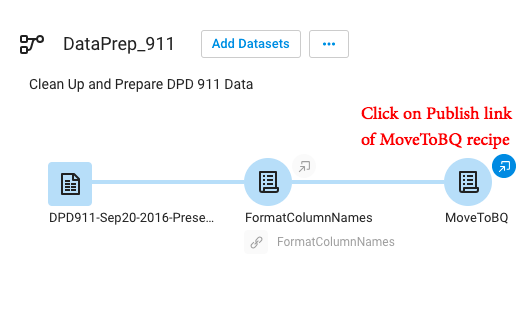 DataPrep_911
Add Datasets
...
Clean Up and Prepare DPD 911 Data
Click on Publish link
of MoveToBQ recipe
DPD911-Sep20-2016-Prese...
FormatColumnNames
MoveToBQ
FormatColumnNames